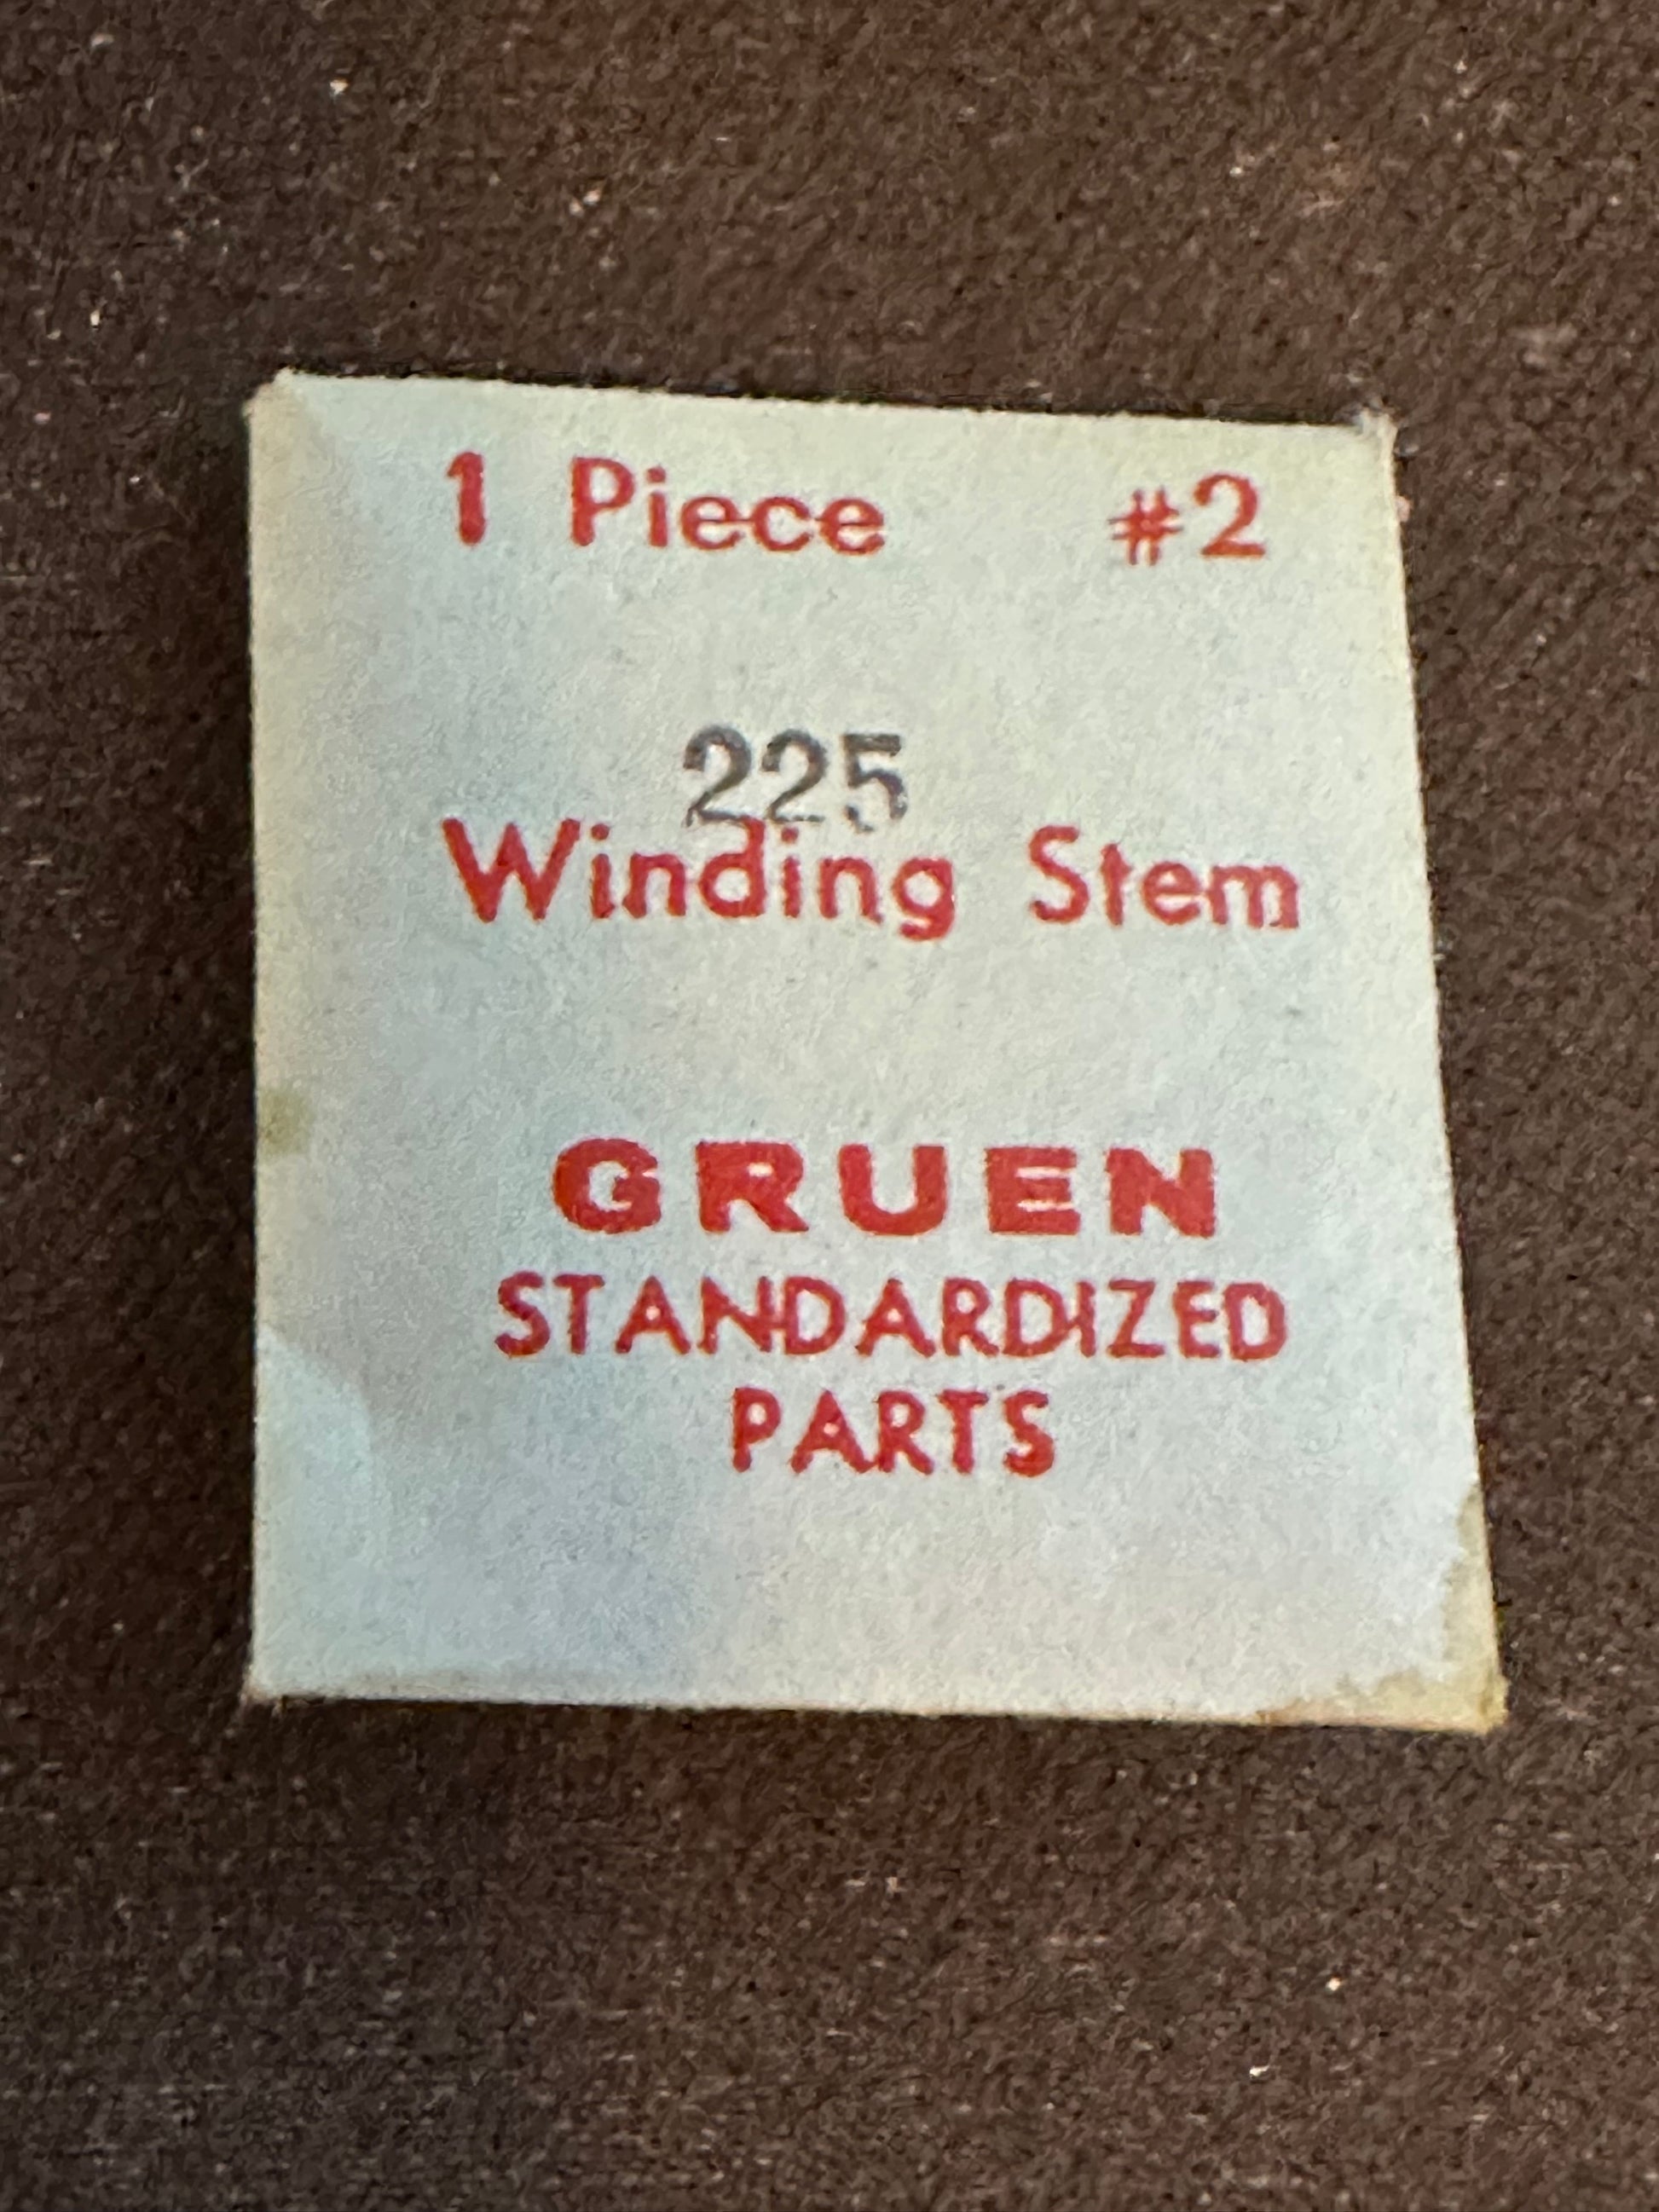 1 Piece #2
225
Winding Stem
GRUEN
STANDARDIZED
PARTS